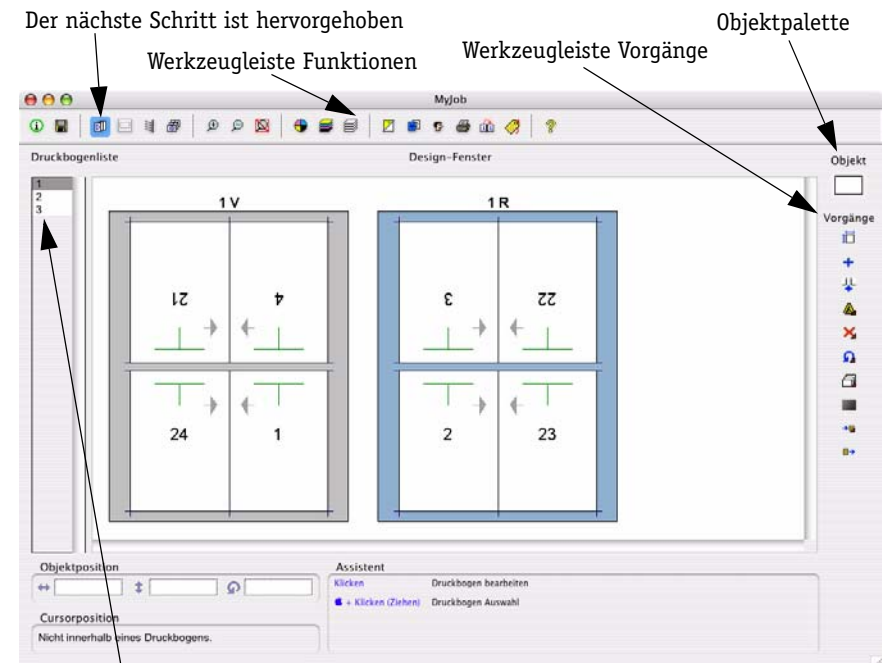 Der nächste Schritt ist hervorgehoben
Objektpalette
Werkzeugleiste Vorgänge
Werkzeugleiste Funktionen
MyJob
Druckbogenliste
Design-Fenster
Objekt
1
2
3
1 V
1 R
Vorgänge
21
4
3
22
24
1
2
23
Objektposition
Assistent
Klicken Druckbogen bearbeiten
+ Klicken (Ziehen) Druckbogen Auswahl
Cursorposition
Nicht innerhalb eines Druckbogens.